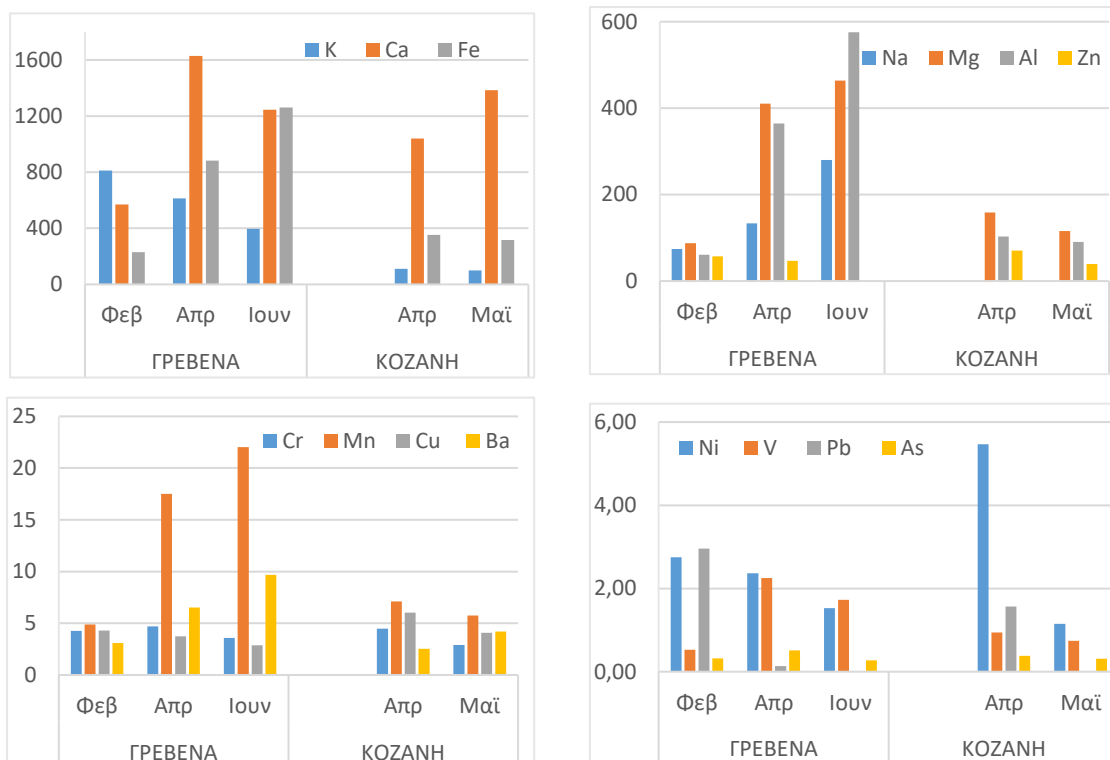 K Ca Fe
1600
1200
800
400
0
Φεβ Απρ Ιουν Απρ Μαϊ
ΓΡΕΒΕΝΑ ΚΟΖΑΝΗ
600
Na Mg Al Zn
400
200
0
Φεβ Απρ Ιουν Απρ Μαϊ
ΓΡΕΒΕΝΑ ΚΟΖΑΝΗ
25
Cr Mn Cu Ba
20
15
10
5
0
Φεβ Απρ Ιουν Απρ Μαϊ
ΓΡΕΒΕΝΑ ΚΟΖΑΝΗ
6,00
Ni V Pb As
4,00
2,00
0,00
Φεβ Απρ Ιουν Απρ Μαϊ
ΓΡΕΒΕΝΑ ΚΟΖΑΝΗ